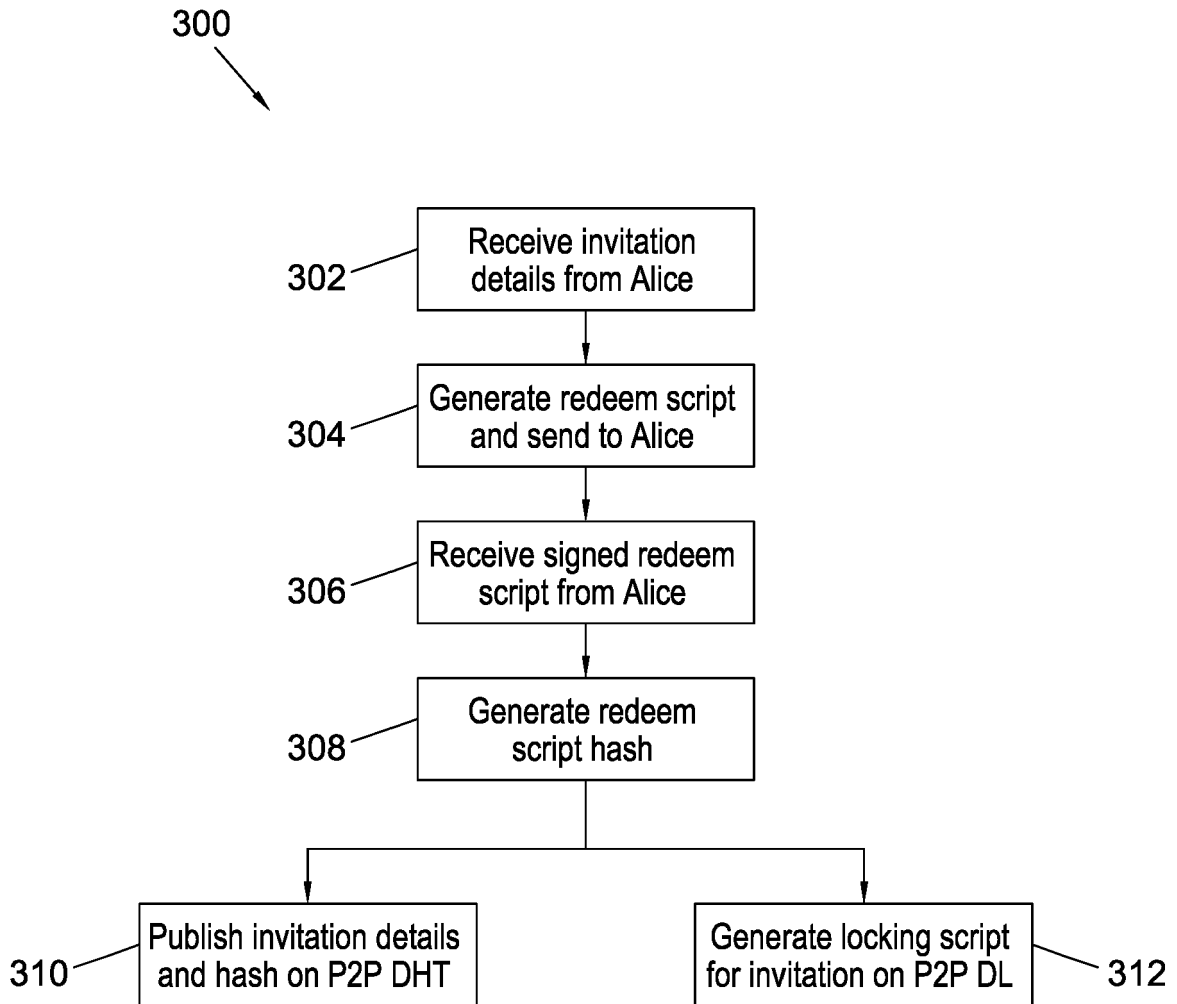 300
Receive invitation
details from Alice
302
Generate redeem script
and send to Alice
304
Receive signed redeem
script from Alice
306
Generate redeem
script hash
308
Publish invitation details
and hash on P2P DHT
310
Generate locking script
for invitation on P2P DL
312